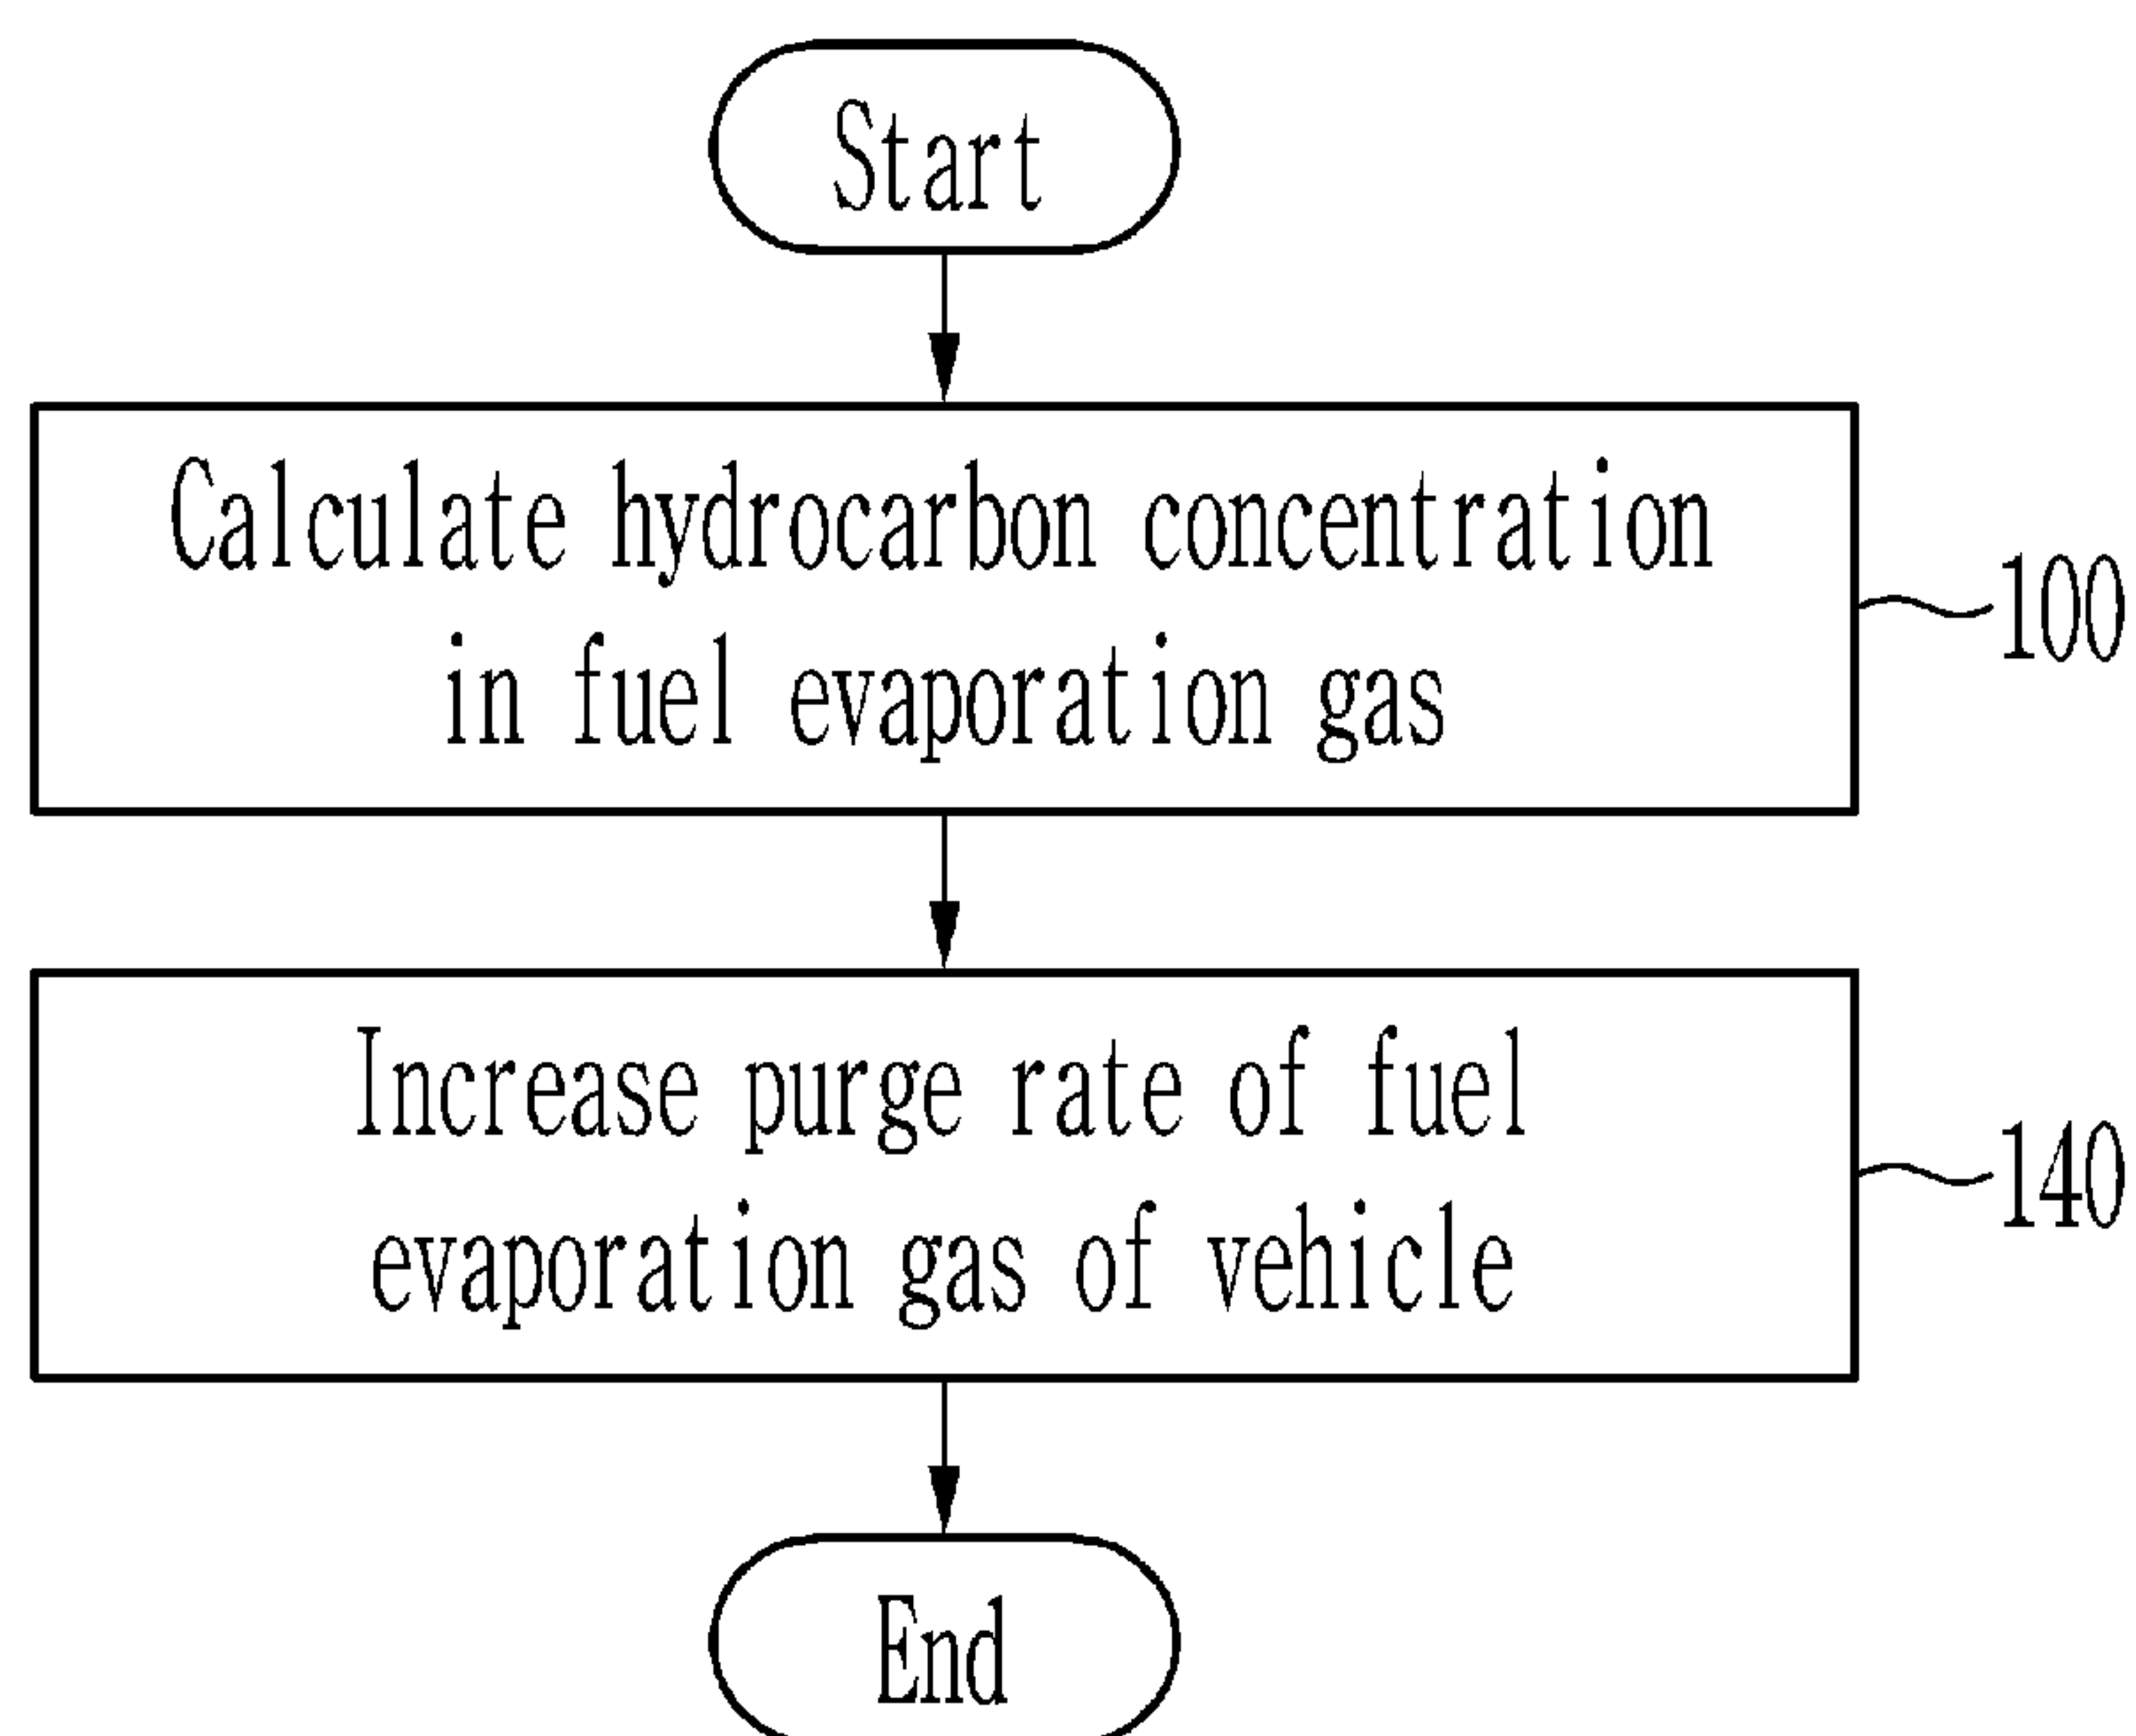 Start
Calculate hydrocarbon concentration
in fuel evaporation gas
100
Increase purge rate of fuel
evaporation gas of vehicle
140
End